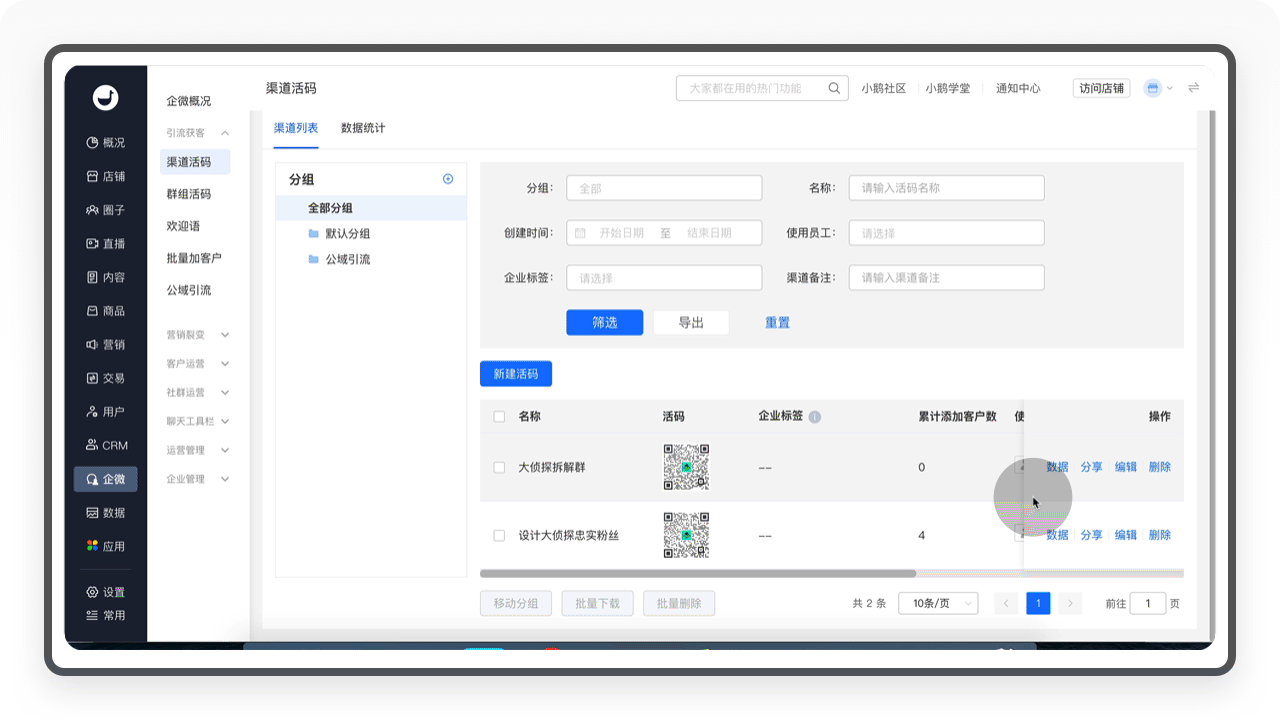 概况
店铺
圈子
直播
内容
商品
营销
交易
用户
CRM
企微
数据
应用
设置
常用
企微概况
引流获客
渠道活码
群组活码
欢迎语
批量加客户
公域引流
营销裂变
客户运营
社群运营
聊天工具栏
运营管理
企业管理
渠道活码
大家都在用的热门功能
小鹅社区
小鹅学堂
通知中心
访问店铺
渠道列表 数据统计
分组
全部分组
默认分组
公域引流
分组: 全部 名称: 请输入活码名称
创建时间: 开始日期 至 结束日期 使用员工: 请选择
企业标签: 请选择 渠道备注: 请输入渠道备注
筛选 导出 重置
新建活码
名称 活码 企业标签 累计添加客户数 使 操作
大侦探拆解群 -- 0 数据 分享 编辑 删除
设计大侦探忠实粉丝 -- 4 数据 分享 编辑 删除
移动分组 批量下载 批量删除 共 2 条 10条/页 1 前往 1 页